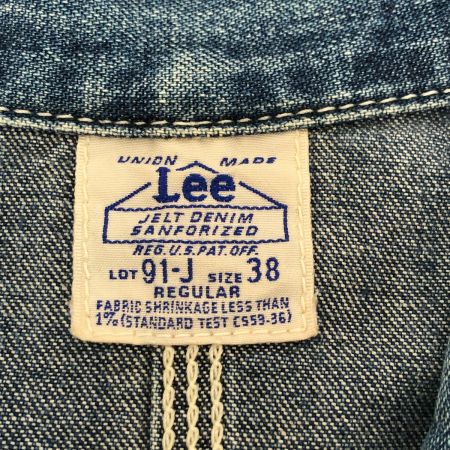 UNION MADE
Lee
JELT DENIM
SANFORIZED
REG. U.S. PAT. OFF.
LOT 91-J SIZE 38
REGULAR
FABRIC SHRINKAGE LESS THAN
1% (STANDARD TEST CS59-36)